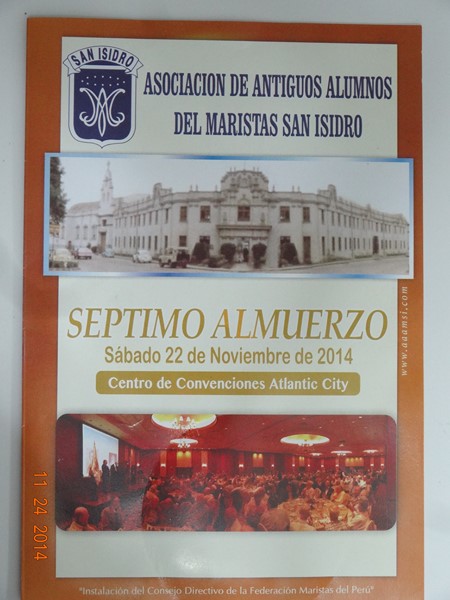 SAN ISIDRO
ASOCIACION DE ANTIGUOS ALUMNOS
DEL MARISTAS SAN ISIDRO
SEPTIMO ALMUERZO
Sábado 22 de Noviembre de 2014
Centro de Convenciones Atlantic City
www.aaamsi.com
"Instalación del Consejo Directivo de la Federación Maristas del Perú"
11 24 2014